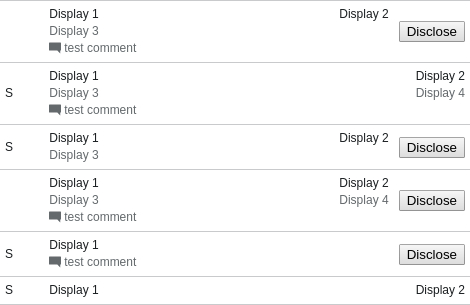 Display 1 Display 2
Display 3 Disclose
test comment
Display 1 Display 2
S Display 3 Display 4
test comment
Display 1 Display 2
S Disclose
Display 3
Display 1 Display 2
Display 3 Display 4 Disclose
test comment
Display 1
S Disclose
test comment
S Display 1 Display 2